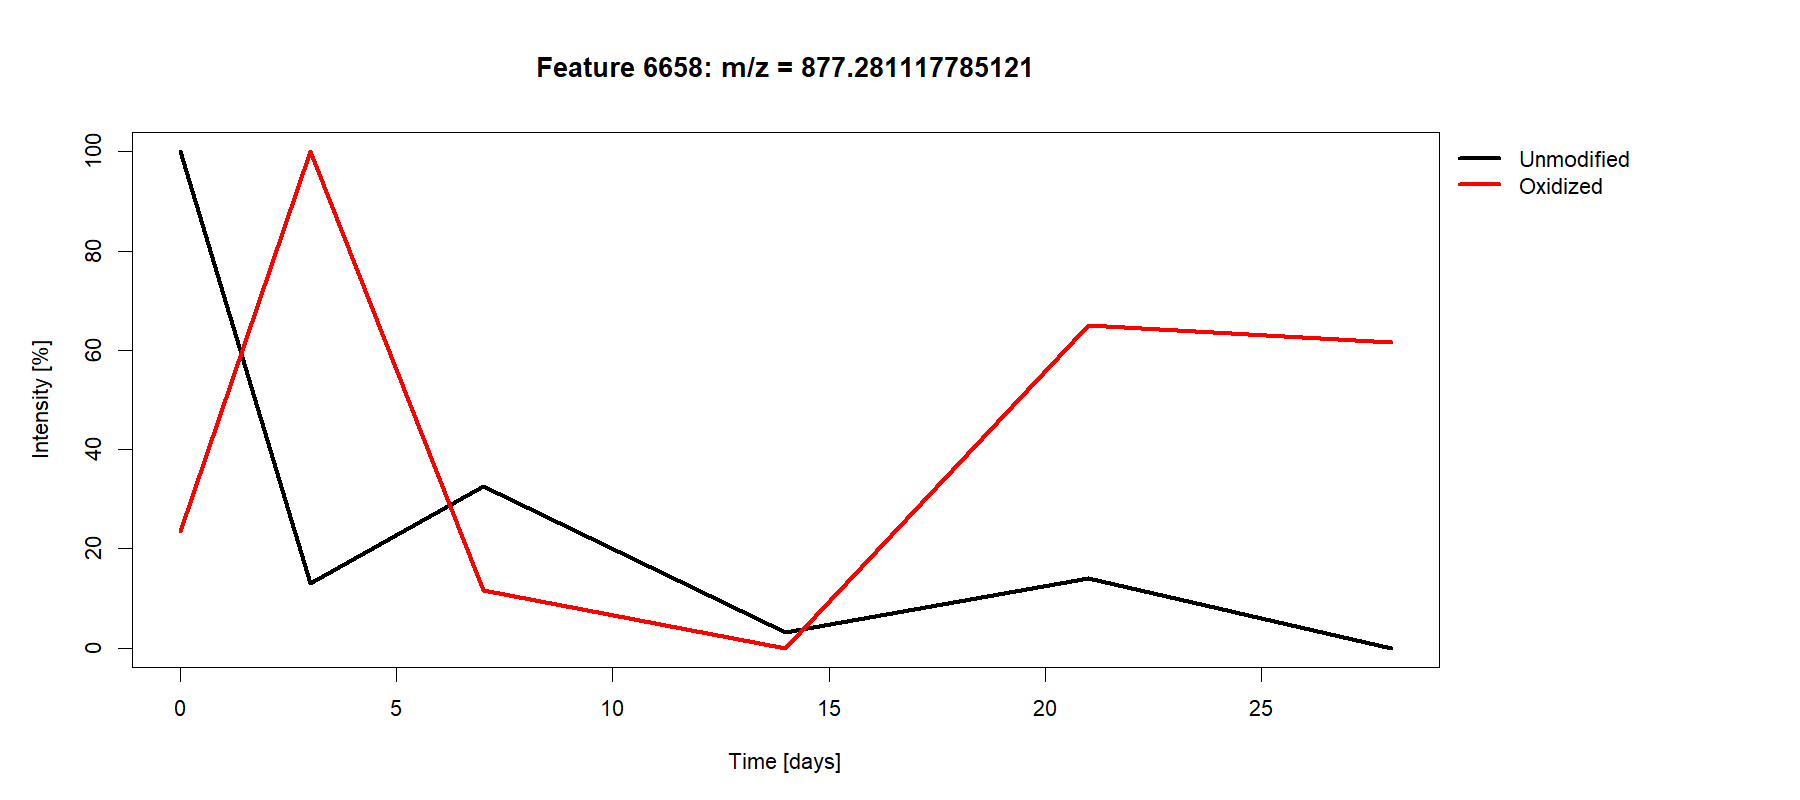 Feature 6658: m/z = 877.281117785121
Unmodified
Oxidized
Intensity [%]
100
80
60
40
20
0
0 5 10 15 20 25
Time [days]